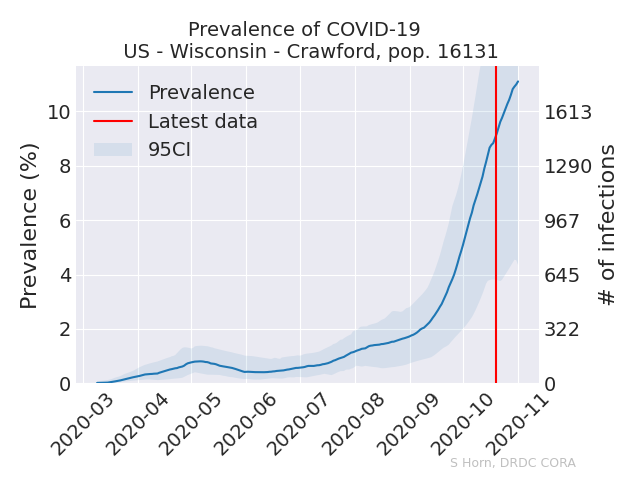 Prevalence of COVID-19
US - Wisconsin - Crawford, pop. 16131
Prevalence
Latest data
95CI
Prevalence (%)
10
8
6
4
2
0
1613
1290
967
645
322
0
# of infections
2020-03
2020-04
2020-05
2020-06
2020-07
2020-08
2020-09
2020-10
2020-11
S Horn, DRDC CORA